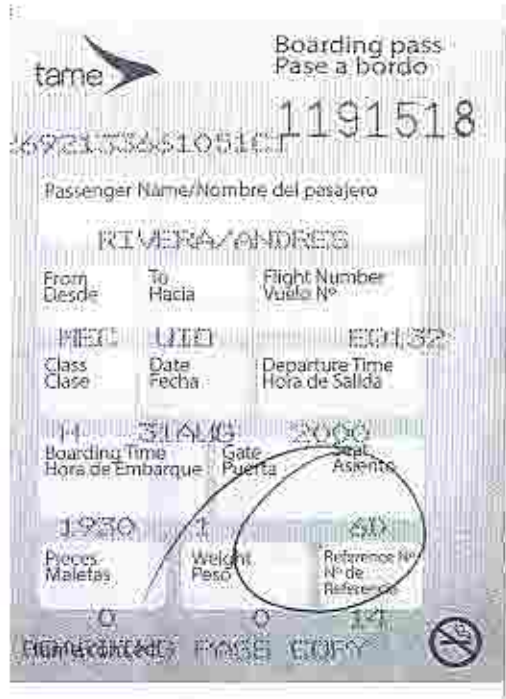 tame
Boarding pass
Pase a bordo
1191518
Passenger Name/Nombre del pasajero
RIVERA/ANDRES
From To Flight Number
Desde Hacia Vuelo Nº
MEC UIO EQ132
Class Date Departure Time
Clase Fecha Hora de Salida
H 31AUG 2000
Boarding Time Gate Seat
Hora de Embarque Puerta Asiento
1930 1 6D
Pieces Weight Reference Nº
Maletas Peso Nº de
Referencia
0 0 14